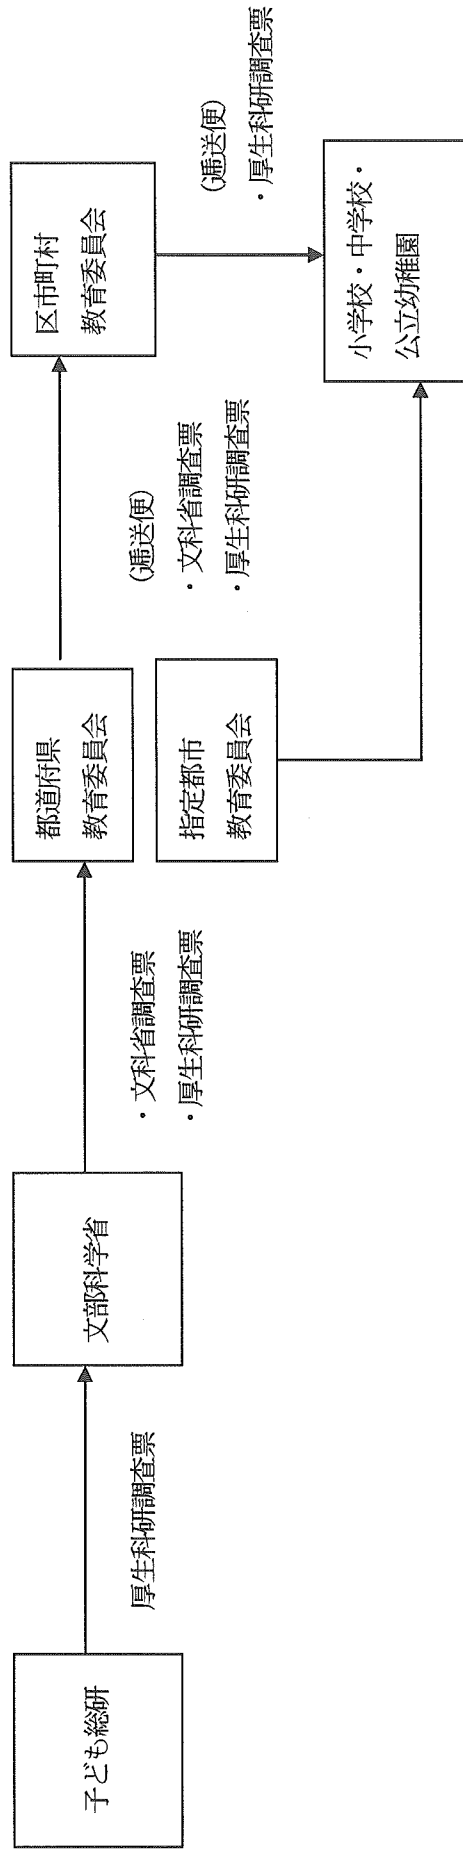 子ども総研
厚生科研調査票
文部科学省
・文科省調査票
・厚生科研調査票
都道府県
教育委員会
指定都市
教育委員会
(逓送便)
・文科省調査票
・厚生科研調査票
区市町村
教育委員会
(逓送便)
・厚生科研調査票
小学校・中学校・
公立幼稚園